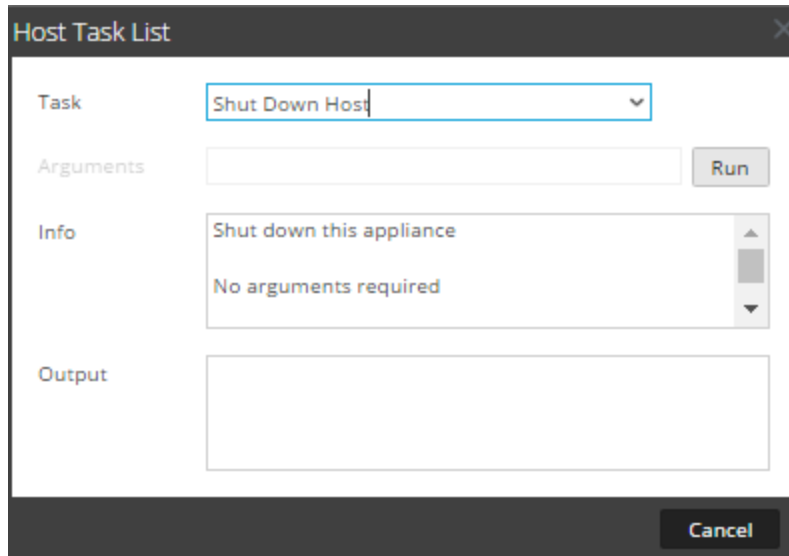 Host Task List
Task
Shut Down Host
Arguments
Run
Info
Shut down this appliance
No arguments required
Output
Cancel